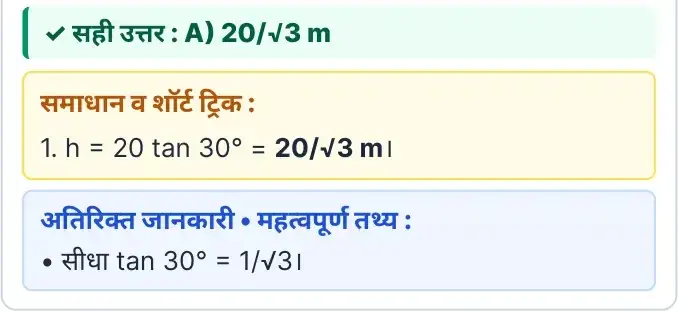 ✓ सही उत्तर : A) 20/√3 m
समाधान व शॉर्ट ट्रिक :
1. h = 20 tan 30° = 20/√3 m।
अतिरिक्त जानकारी • महत्वपूर्ण तथ्य :
• सीधा tan 30° = 1/√3।